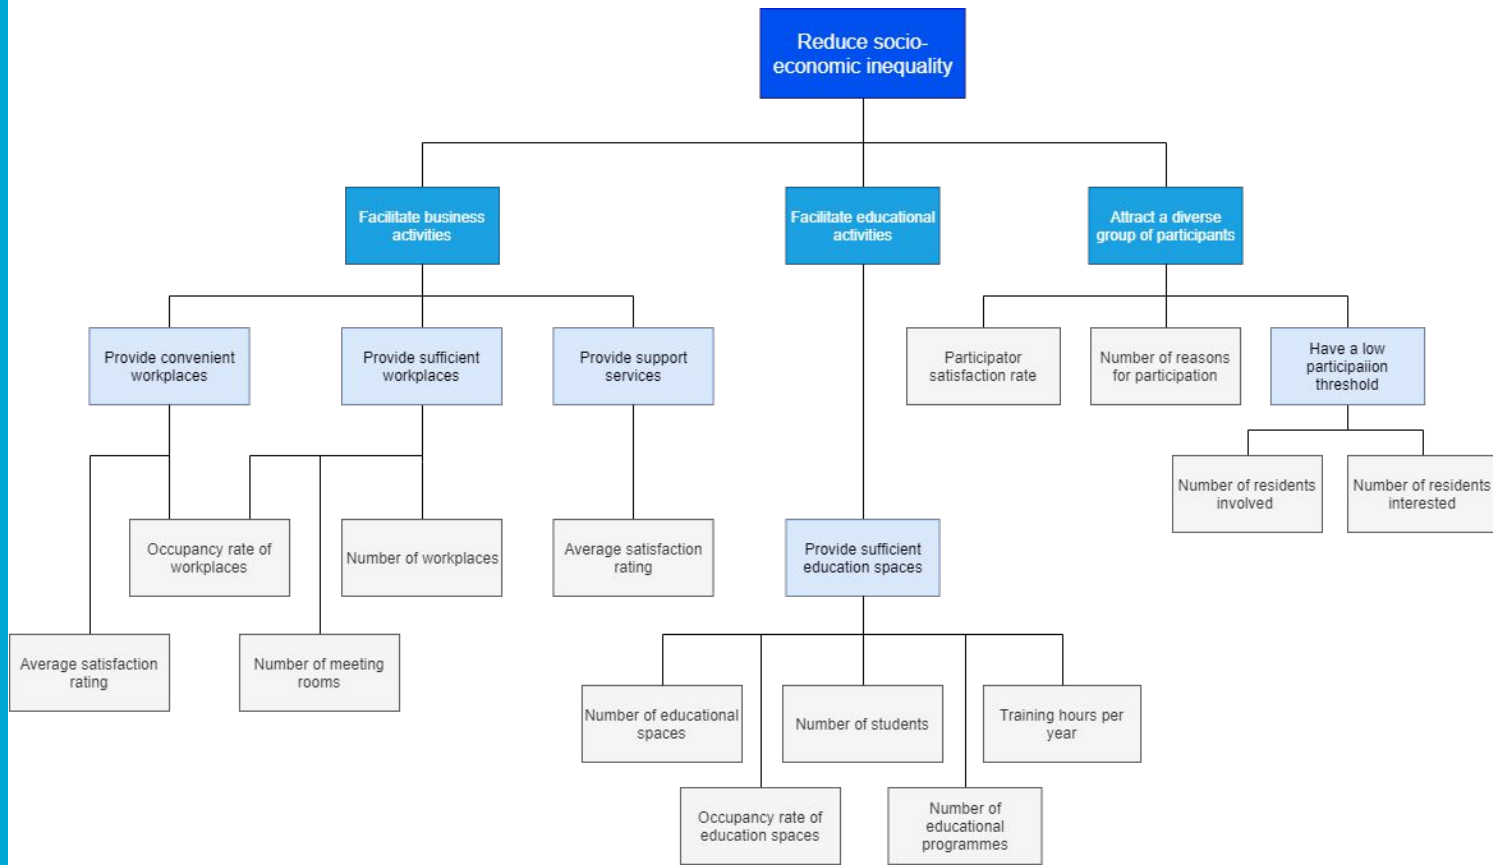 Reduce socio-
economic inequality
Facilitate business
activities
Facilitate educational
activities
Attract a diverse
group of participants
Provide convenient
workplaces
Provide sufficient
workplaces
Provide support
services
Participator
satisfaction rate
Number of reasons
for participation
Have a low
participaiion
threshold
Number of residents
involved
Number of residents
interested
Occupancy rate of
workplaces
Number of workplaces
Average satisfaction
rating
Provide sufficient
education spaces
Average satisfaction
rating
Number of meeting
rooms
Number of educational
spaces
Number of students
Training hours per
year
Occupancy rate of
education spaces
Number of
educational
programmes